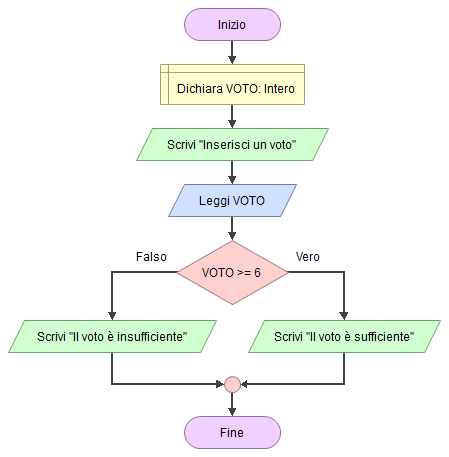 Inizio
Dichiara VOTO: Intero
Scrivi "Inserisci un voto"
Leggi VOTO
Falso
Vero
VOTO >= 6
Scrivi "Il voto è insufficiente"
Scrivi "Il voto è sufficiente"
Fine